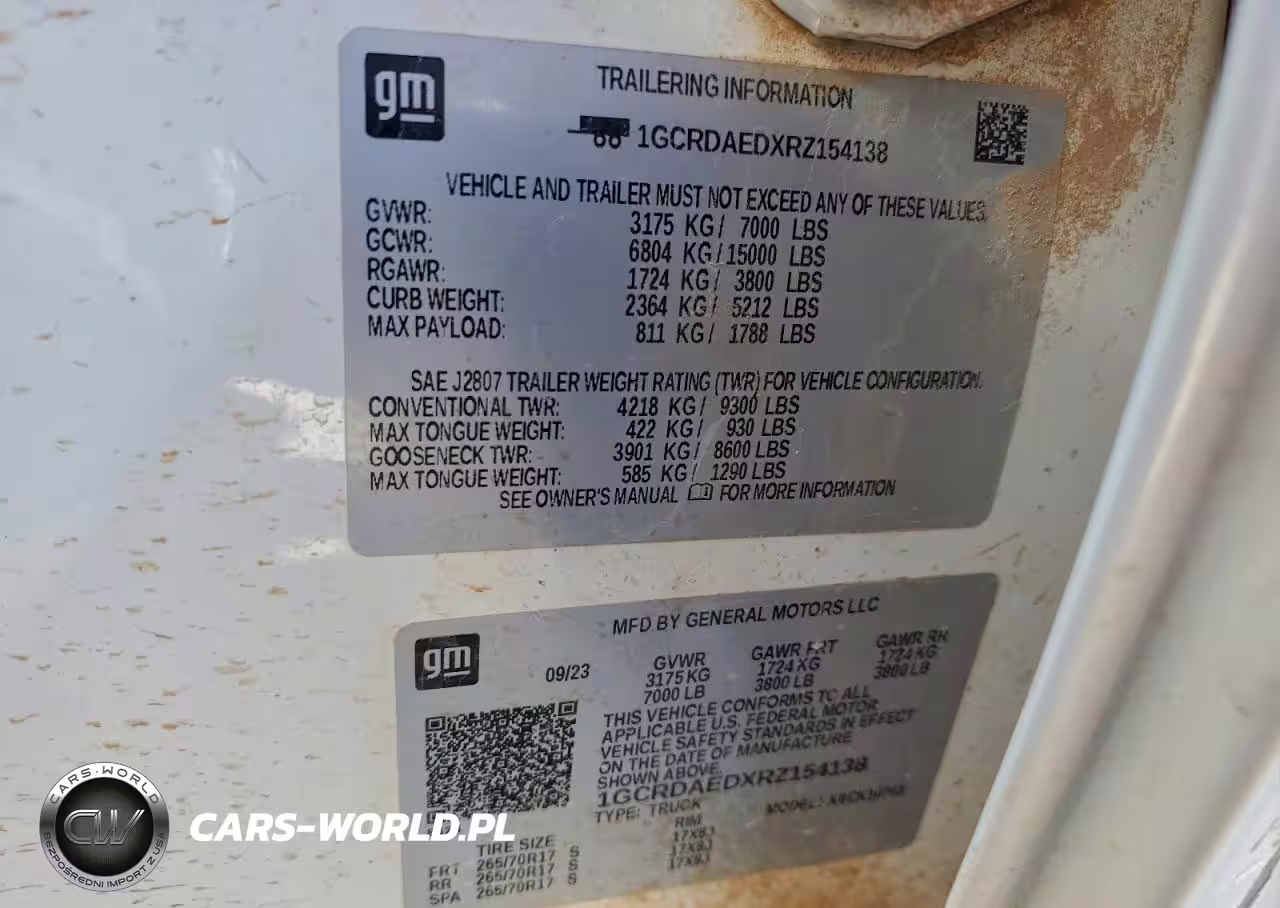 gm
TRAILERING INFORMATION
1GCRDAEDXRZ154138
VEHICLE AND TRAILER MUST NOT EXCEED ANY OF THESE VALUES.
GVWR: 3175 KG/ 7000 LBS
GCWR: 6804 KG/15000 LBS
RGAWR: 1724 KG/ 3800 LBS
CURB WEIGHT: 2364 KG/ 5212 LBS
MAX PAYLOAD: 811 KG/ 1788 LBS
SAE J2807 TRAILER WEIGHT RATING (TWR) FOR VEHICLE CONFIGURATION.
CONVENTIONAL TWR: 4218 KG/ 9300 LBS
MAX TONGUE WEIGHT: 422 KG/ 930 LBS
GOOSENECK TWR: 3901 KG/ 8600 LBS
MAX TONGUE WEIGHT: 585 KG/ 1290 LBS
SEE OWNER'S MANUAL FOR MORE INFORMATION
gm
MFD BY GENERAL MOTORS LLC
09/23
GVWR GAWR FRT GAWR RR
3175 KG 1724 KG 1724 KG
7000 LB 3800 LB 3800 LB
THIS VEHICLE CONFORMS TO ALL
APPLICABLE U.S. FEDERAL MOTOR
VEHICLE SAFETY STANDARDS IN EFFECT
ON THE DATE OF MANUFACTURE
SHOWN ABOVE.
1GCRDAEDXRZ154138
TYPE: TRUCK MODEL:
TIRE SIZE RIM
FRT 265/70R17 S 17X8J
RR 265/70R17 S 17X8J
SPA 265/70R17 S 17X8J
CARS-WORLD
CW
BEZPOŚREDNI IMPORT Z USA
CARS-WORLD.PL